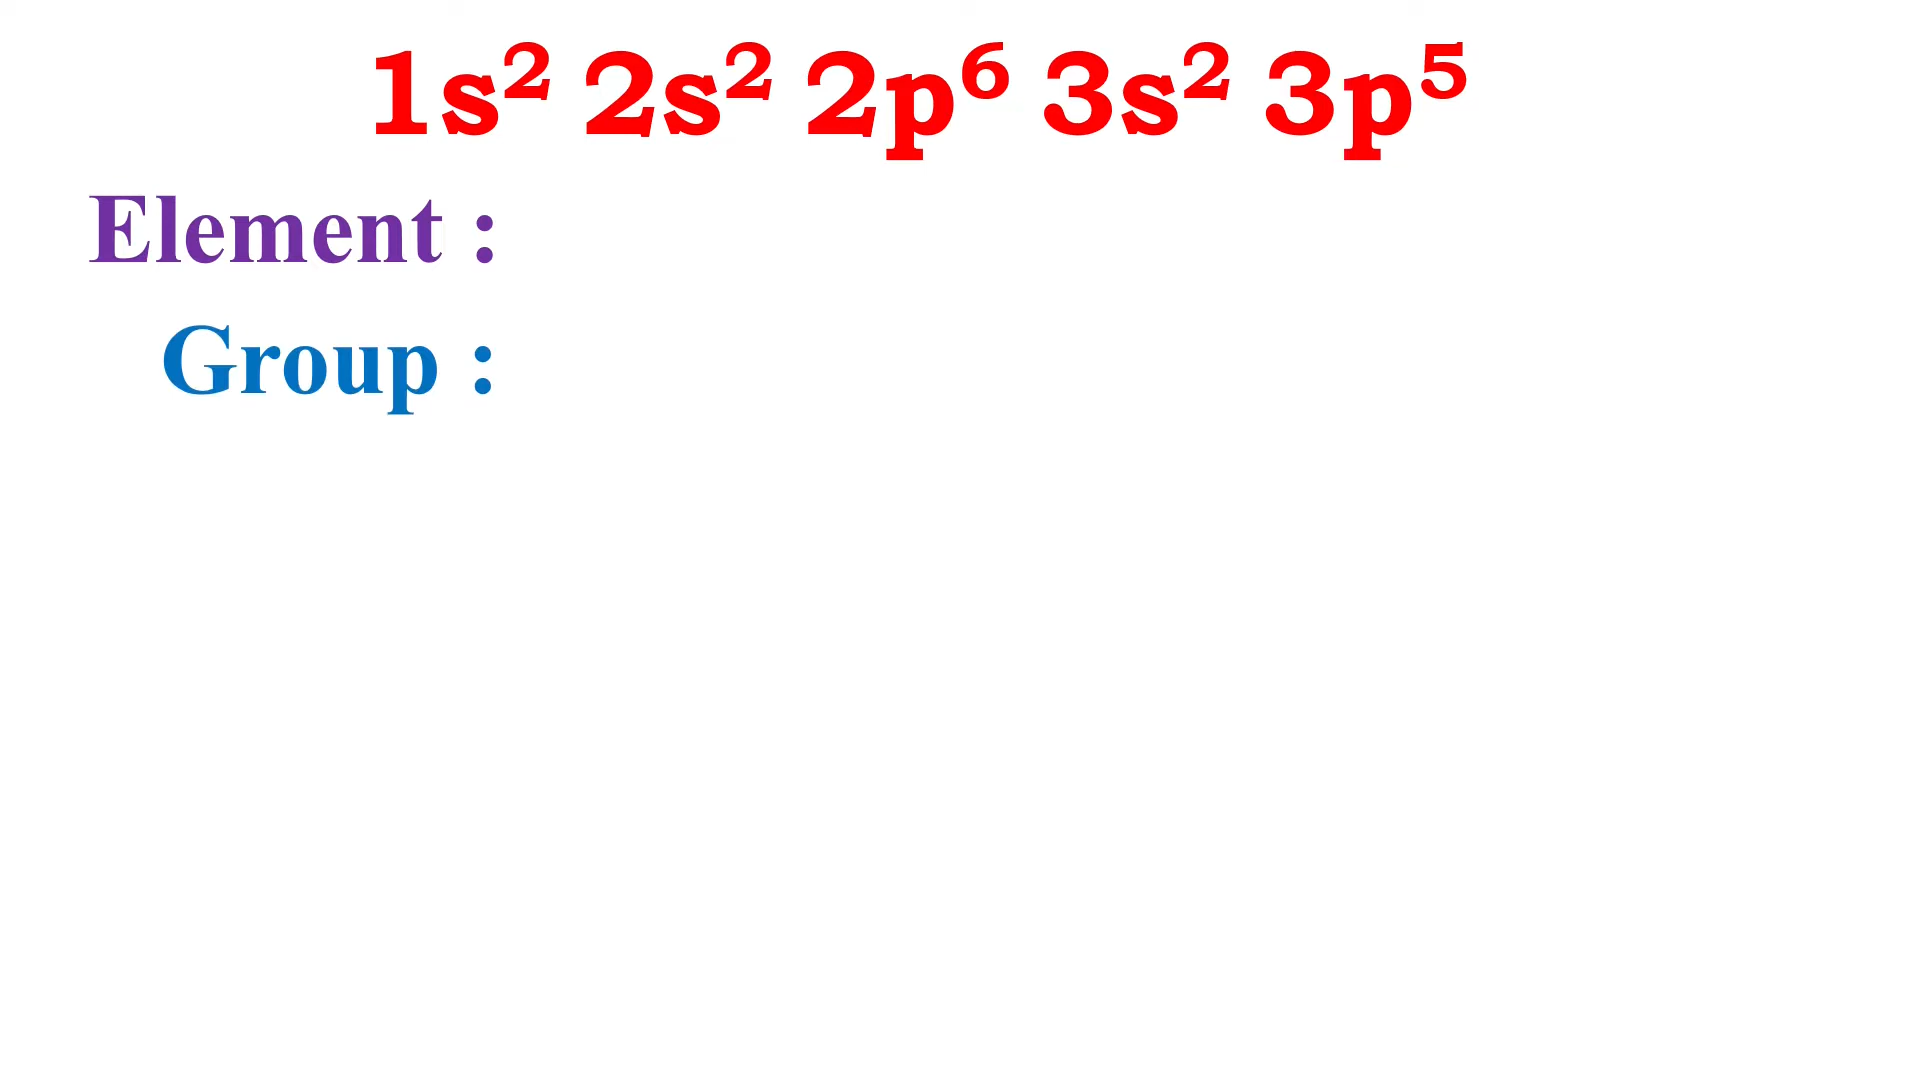 1s² 2s² 2p⁶ 3s² 3p⁵
Element :
Group :